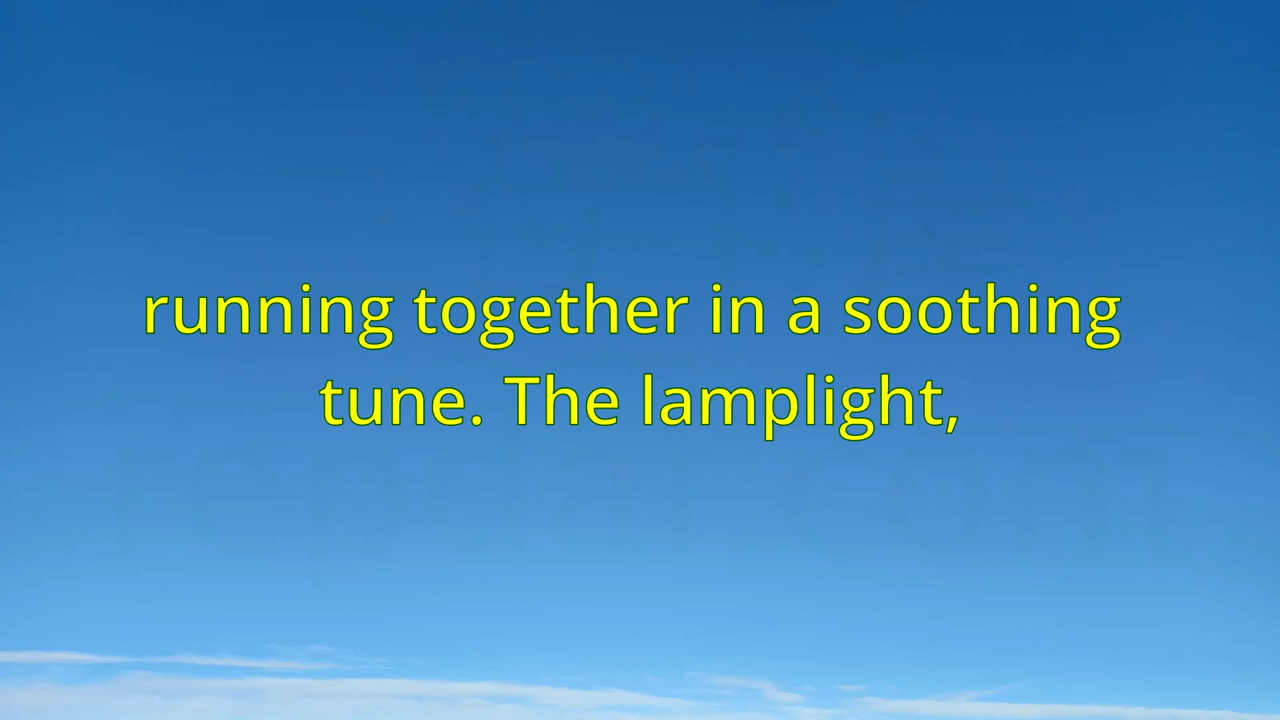 running together in a soothing
tune. The lamplight,